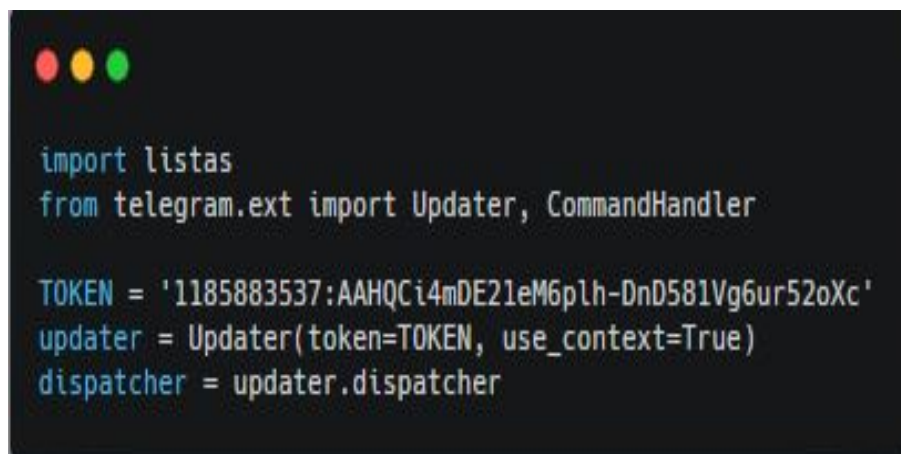 import listas
from telegram.ext import Updater, CommandHandler
TOKEN = '1185883537:AAHQCi4mDE21eM6plh-DnD581Vg6ur52oXc'
updater = Updater(token=TOKEN, use_context=True)
dispatcher = updater.dispatcher